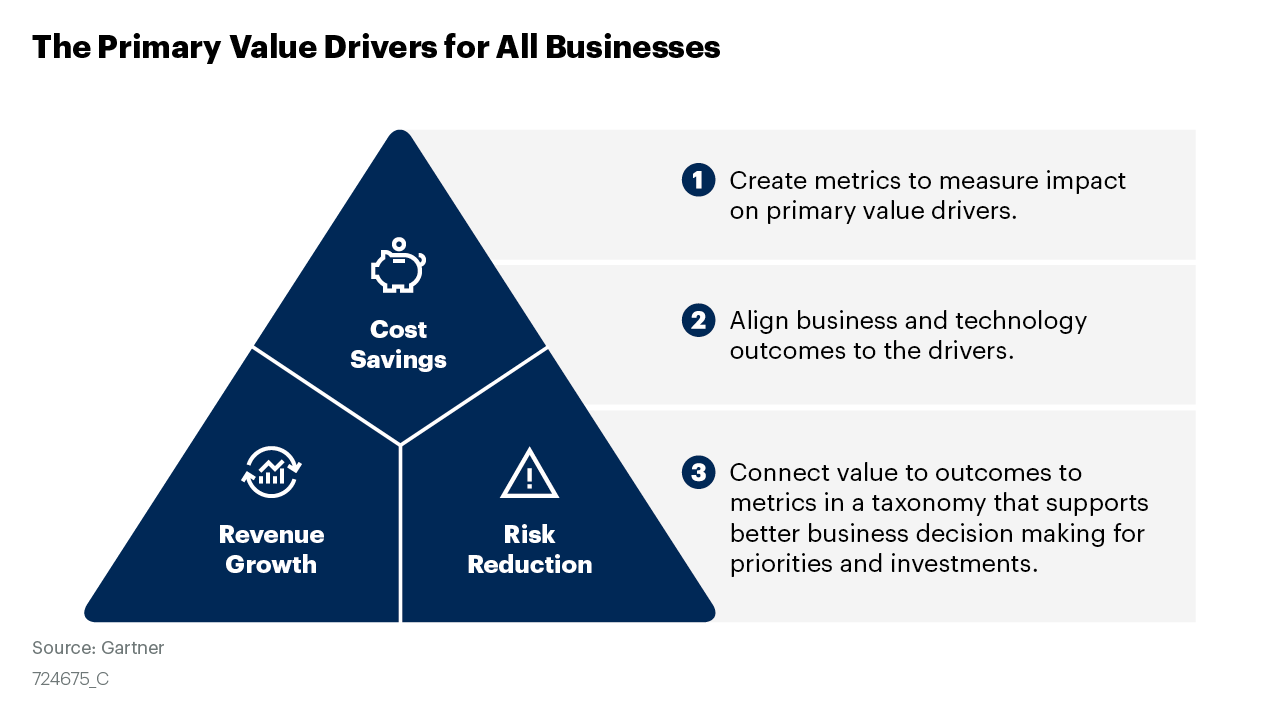 The Primary Value Drivers for All Businesses
Cost
Savings
Revenue
Growth
Risk
Reduction
1 Create metrics to measure impact
on primary value drivers.
2 Align business and technology
outcomes to the drivers.
3 Connect value to outcomes to
metrics in a taxonomy that supports
better business decision making for
priorities and investments.
Source: Gartner
724675_C